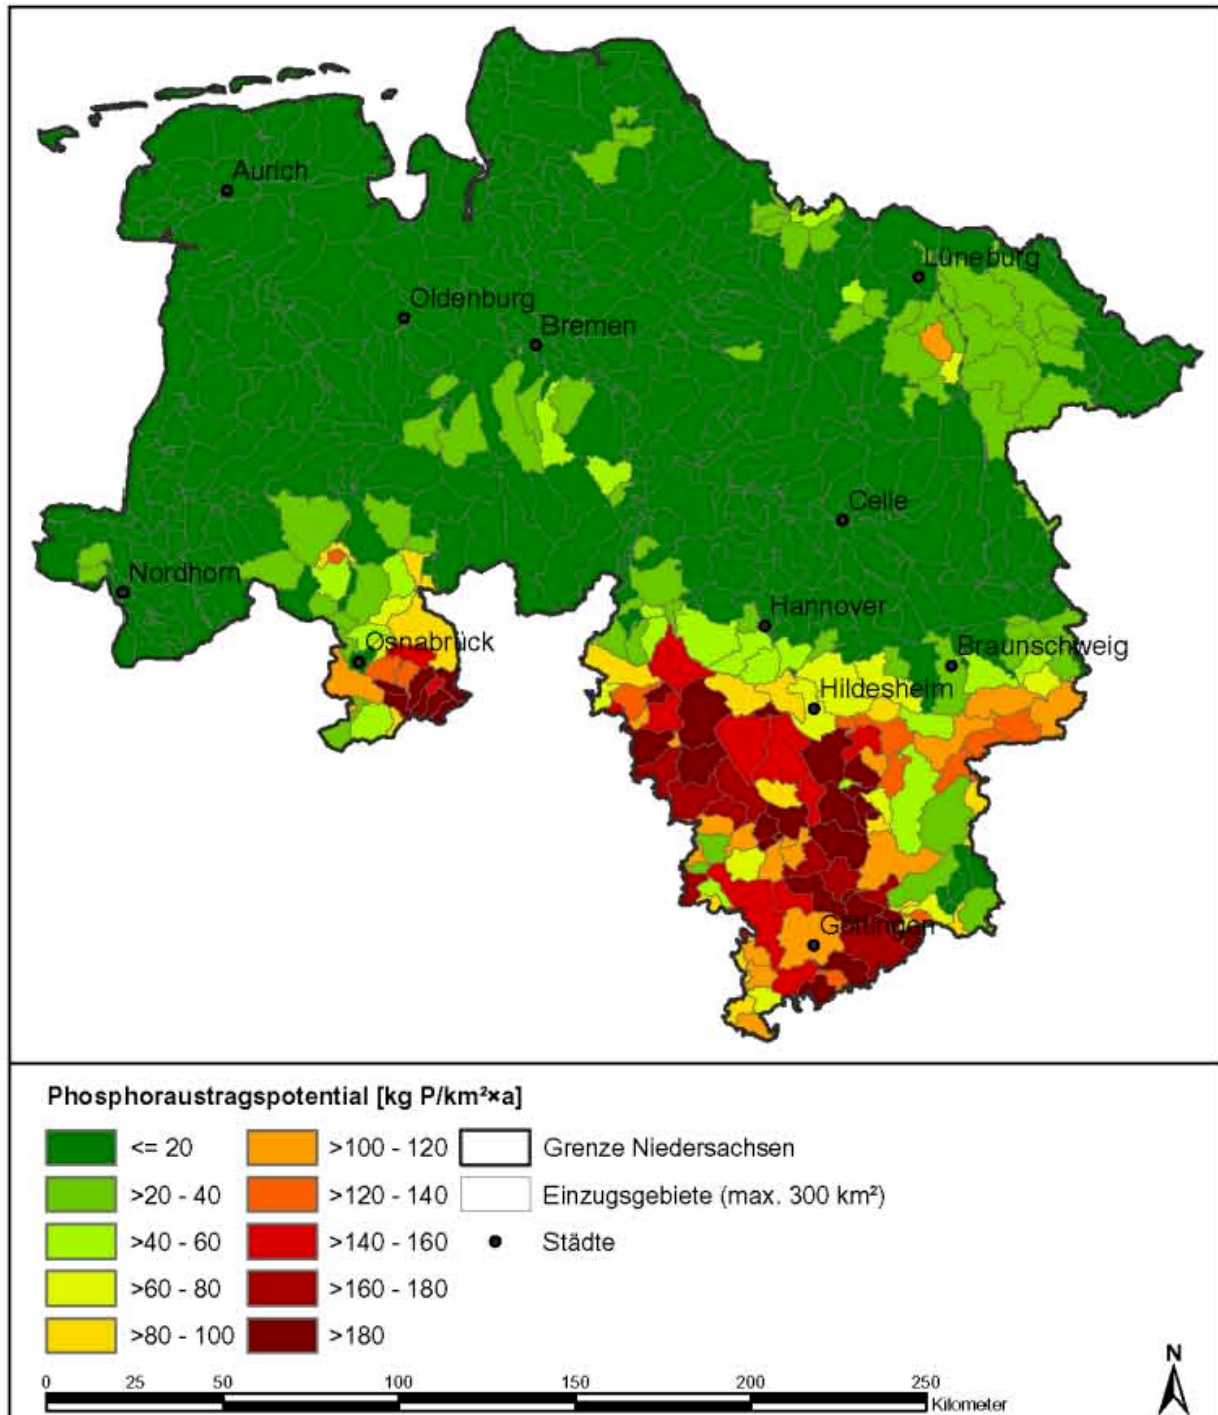 Aurich
Lüneburg
Oldenburg
Bremen
Celle
Nordhorn
Hannover
Osnabrück
Braunschweig
Hildesheim
Göttingen
Phosphoraustragspotential [kg P/km²×a]
<= 20 >100 - 120 Grenze Niedersachsen
>20 - 40 >120 - 140 Einzugsgebiete (max. 300 km²)
>40 - 60 >140 - 160 Städte
>60 - 80 >160 - 180
>80 - 100 >180
N
0 25 50 100 150 200 250
Kilometer